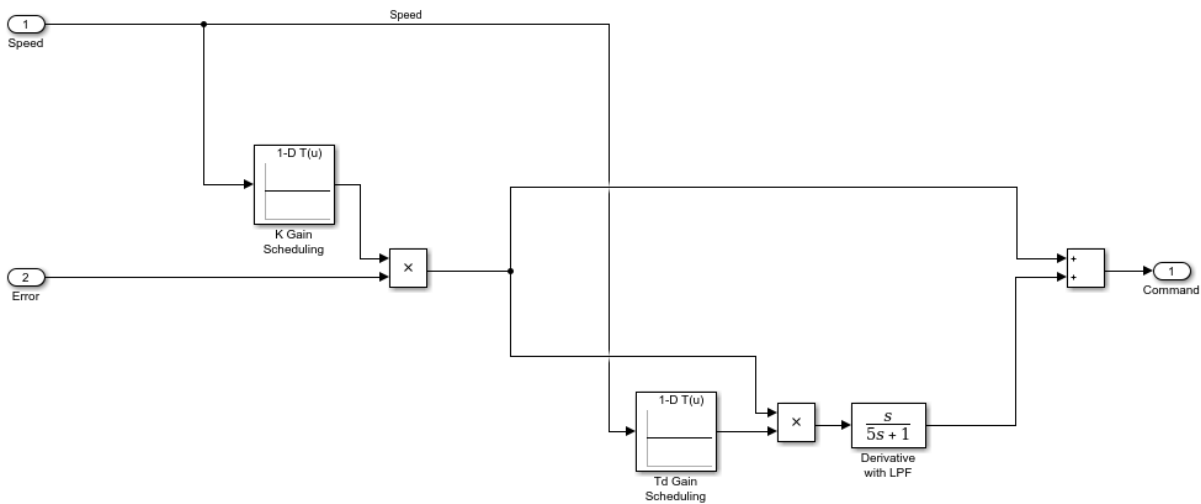 1
Speed
Speed
1-D T(u)
K Gain
Scheduling
×
2
Error
+
+
1
Command
1-D T(u)
Td Gain
Scheduling
×
s
5s + 1
Derivative
with LPF